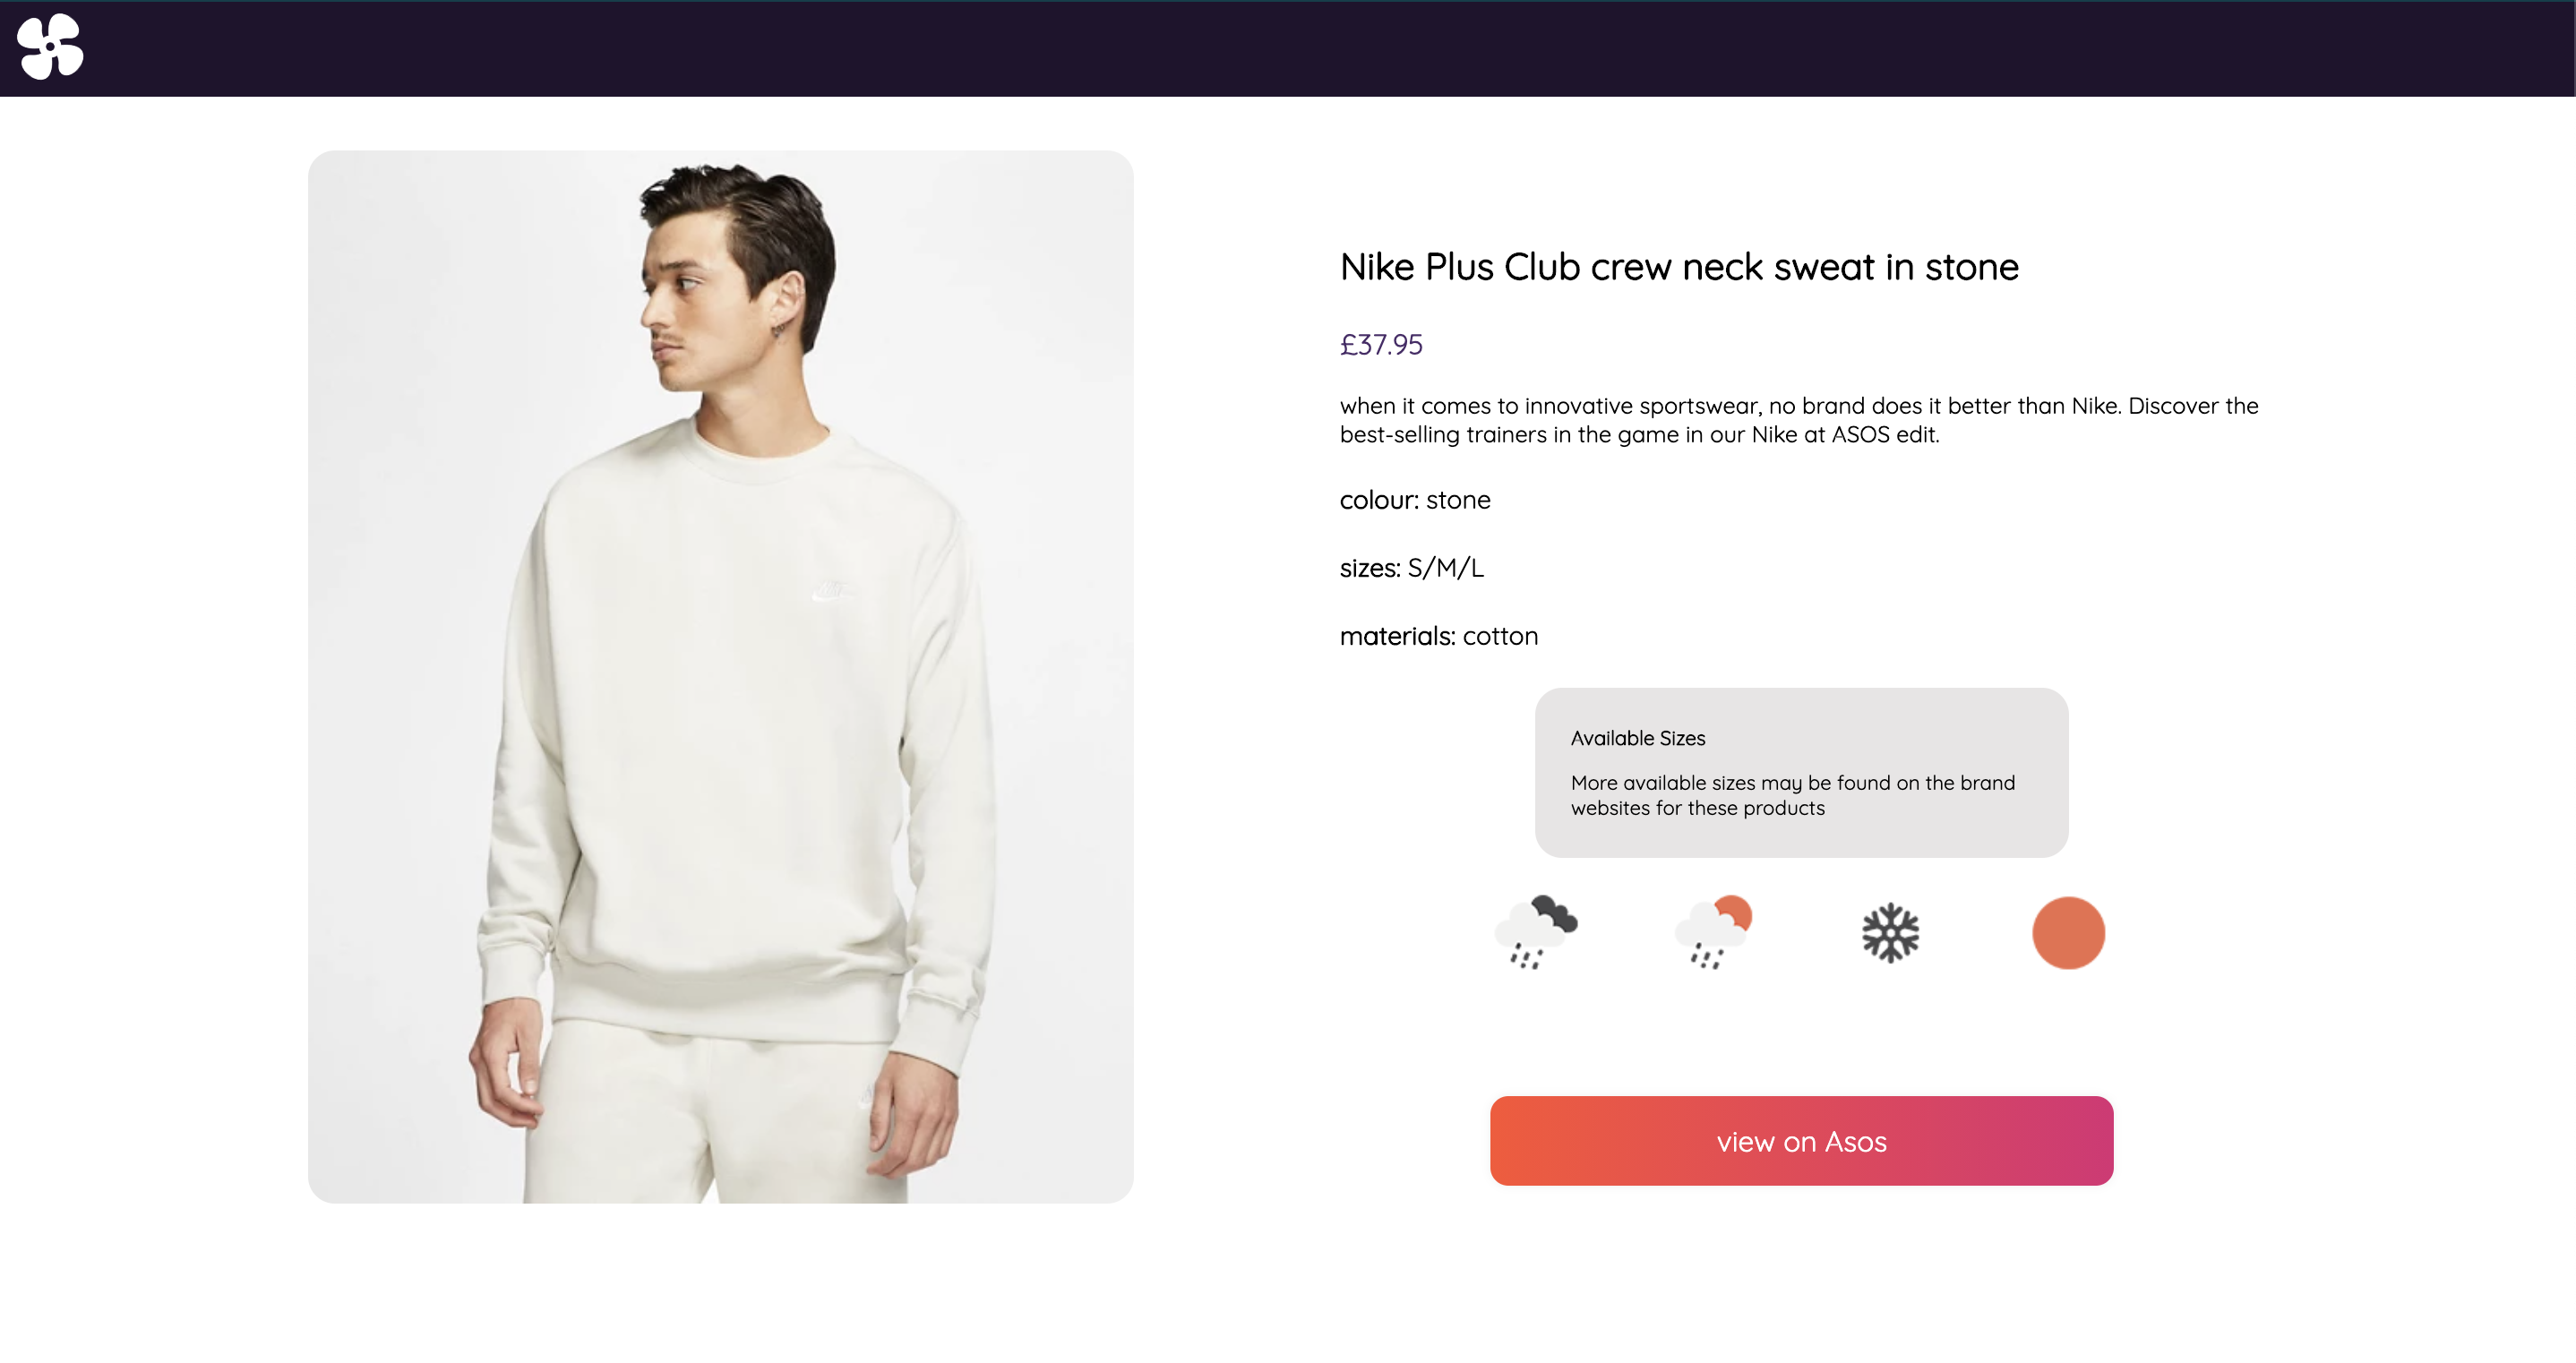 Nike Plus Club crew neck sweat in stone
£37.95
when it comes to innovative sportswear, no brand does it better than Nike. Discover the
best-selling trainers in the game in our Nike at ASOS edit.
colour: stone
sizes: S/M/L
materials: cotton
Available Sizes
More available sizes may be found on the brand
websites for these products
view on Asos